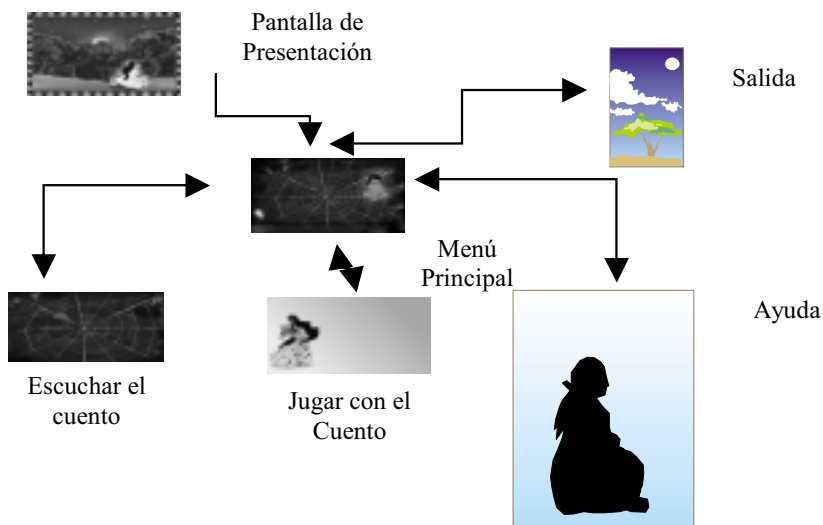 Pantalla de
Presentación
Salida
Menú
Principal
Ayuda
Escuchar el
cuento
Jugar con el
Cuento